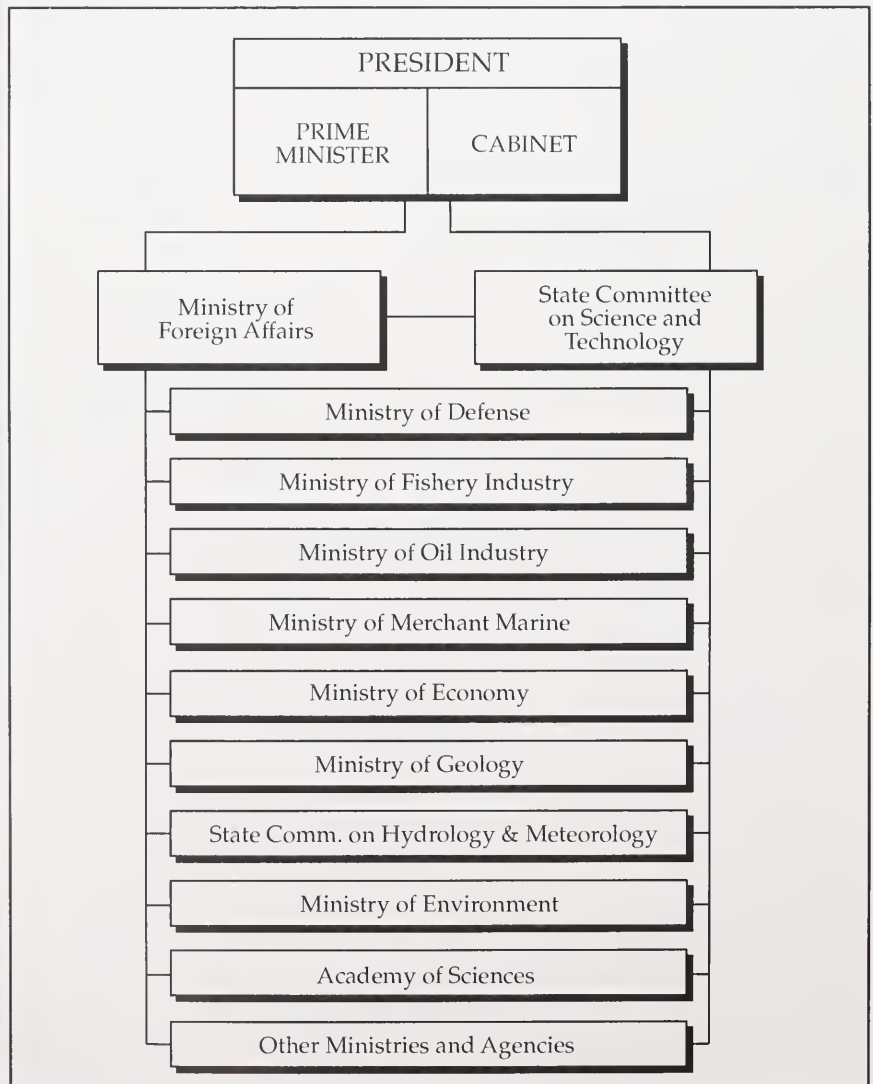 PRESIDENT
PRIME
MINISTER
CABINET
Ministry of
Foreign Affairs
State Committee
on Science and
Technology
Ministry of Defense
Ministry of Fishery Industry
Ministry of Oil Industry
Ministry of Merchant Marine
Ministry of Economy
Ministry of Geology
State Comm. on Hydrology & Meteorology
Ministry of Environment
Academy of Sciences
Other Ministries and Agencies